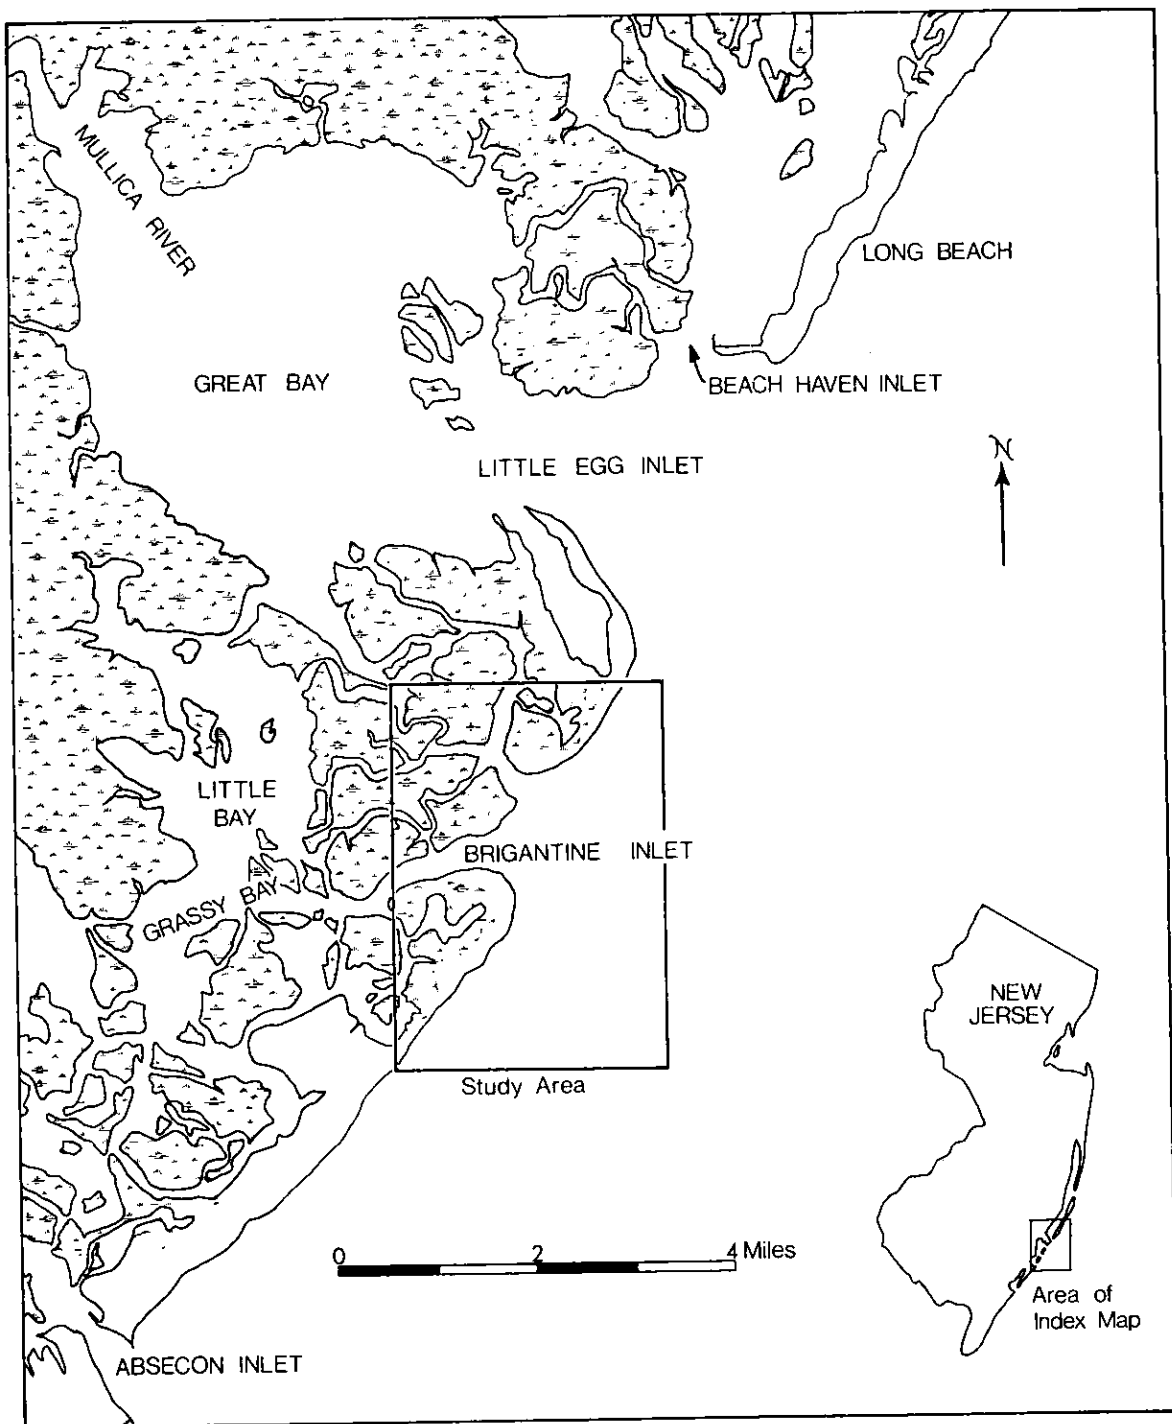 MULLICA RIVER
LONG BEACH
GREAT BAY
BEACH HAVEN INLET
LITTLE EGG INLET
N
LITTLE
BAY
BRIGANTINE INLET
GRASSY BAY
NEW
JERSEY
Study Area
0 2 4 Miles
Area of
Index Map
ABSECON INLET